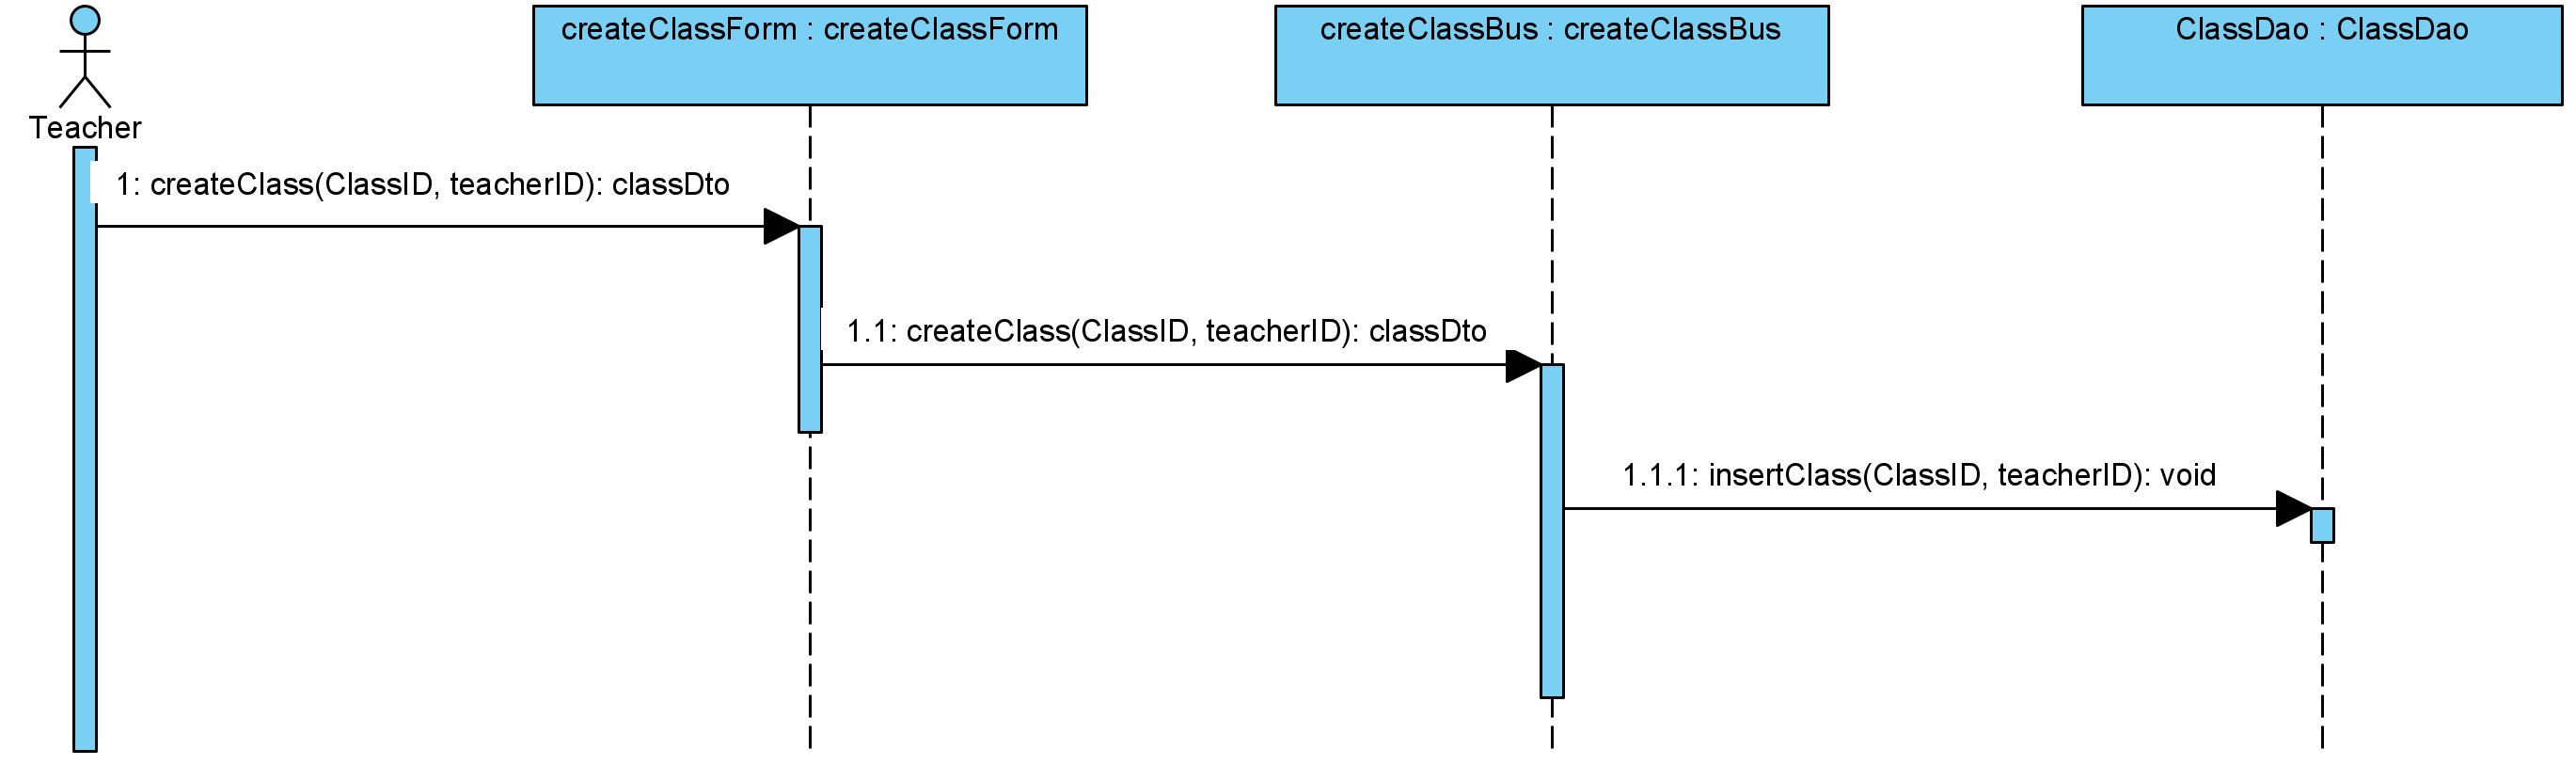 Teacher
createClassForm : createClassForm
createClassBus : createClassBus
ClassDao : ClassDao
1: createClass(ClassID, teacherID): classDto
1.1: createClass(ClassID, teacherID): classDto
1.1.1: insertClass(ClassID, teacherID): void